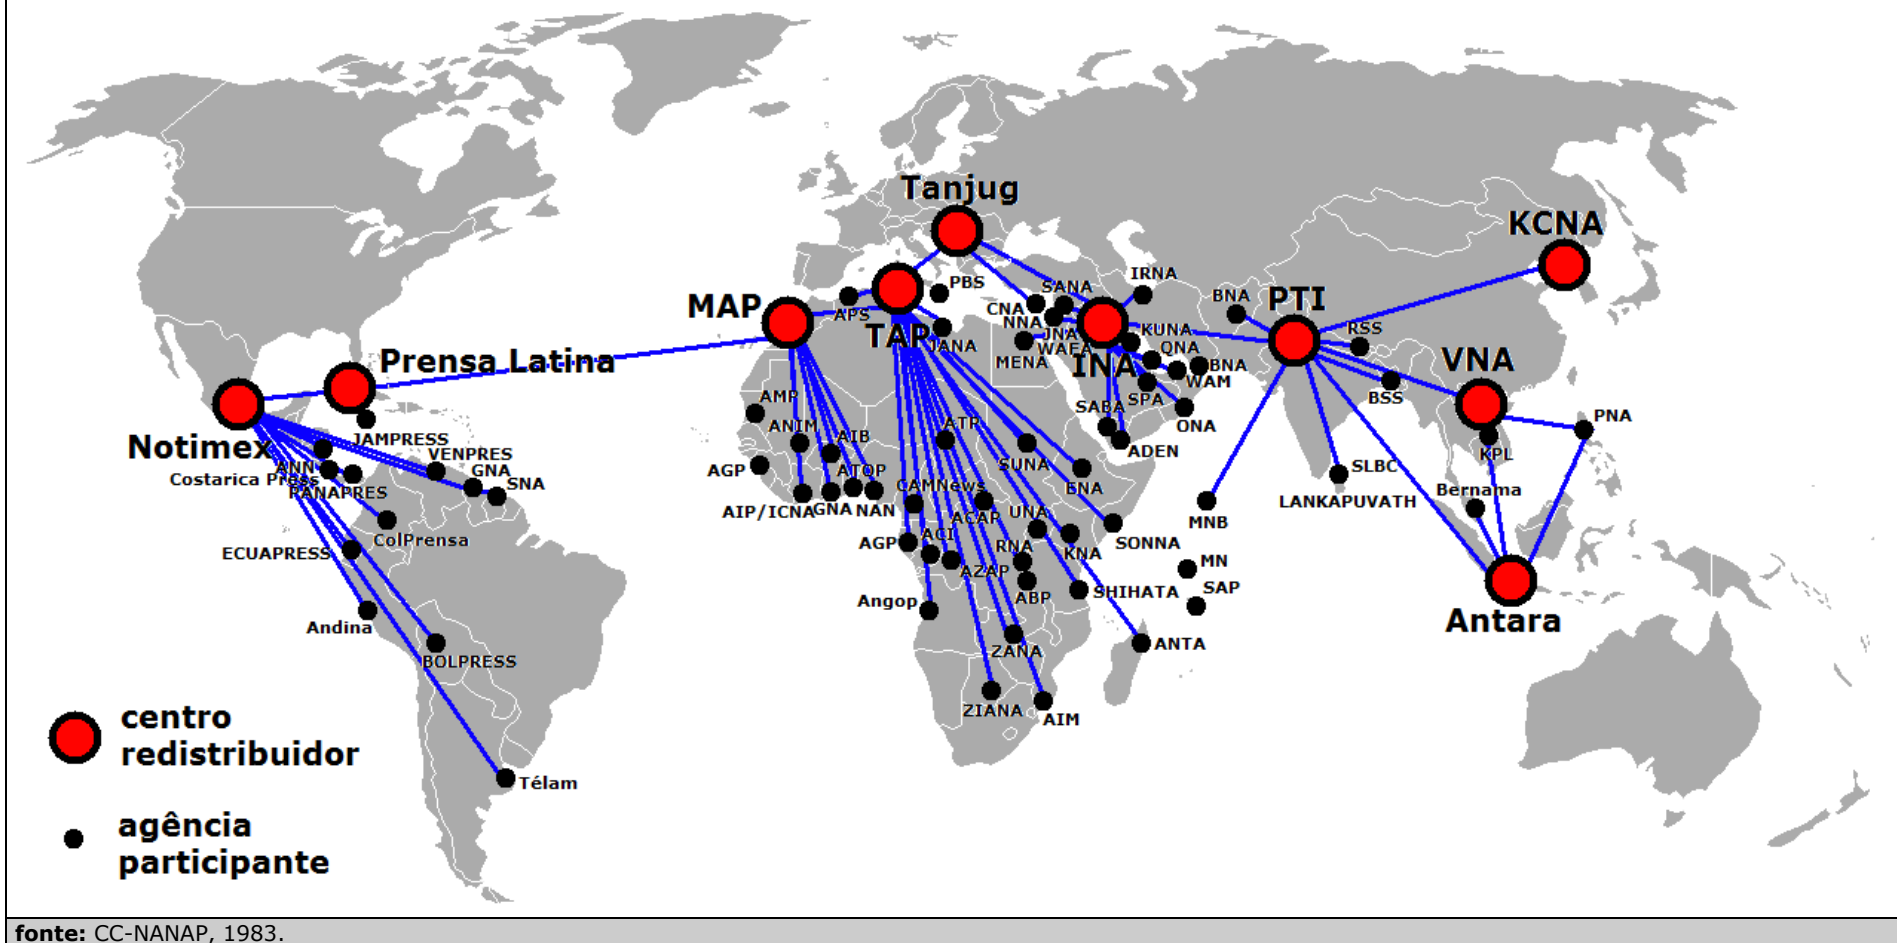 Tanjug
KCNA
IRNA
PBS
SANA
BNA
PTI
MAP
APS
CNA
NNA
JNA
KUNA
RSS
TAP
JANA
WAFA
QNA
MENA
INA
BNA
VNA
Prensa Latina
WAM
BSS
SPA
AMP
SABA
ONA
PNA
ANIM
ATP
AIB
JAMPRESS
Notimex
VENPRES
ADEN
KPL
ANN
GNA
SUNA
SLBC
AGP
ATOP
Costarica Press
SNA
CAMNews
ENA
Bernama
PANAPRES
LANKAPUVATH
AIP/ICNA
GNA
NAN
ACAP
UNA
MNB
ColPrensa
AGP
ACI
RNA
KNA
SONNA
ECUAPRESS
AZAP
MN
ABP
SHIHATA
SAP
Angop
Andina
Antara
ANTA
ZANA
BOLPRESS
ZIANA
AIM
centro
redistribuidor
Télam
agência
participante
fonte: CC-NANAP, 1983.